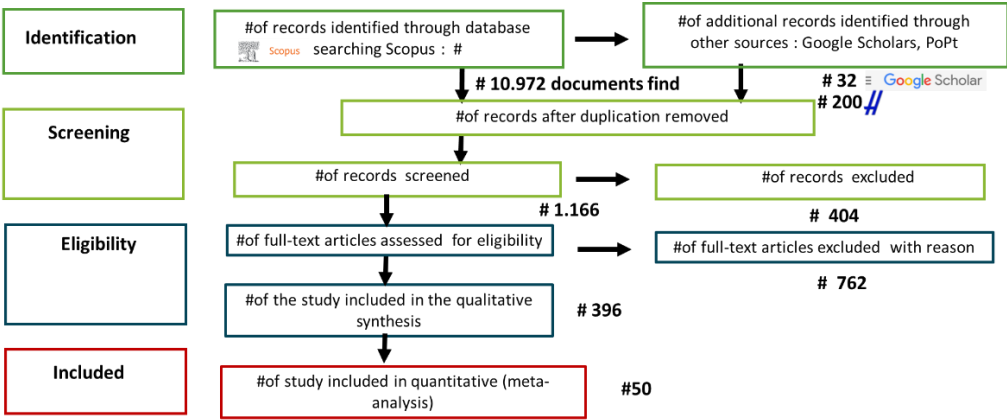 Identification
#of records identified through database
Scopus
searching Scopus : #
#of additional records identified through
other sources : Google Scholars, PoPt
# 10.972 documents find
# 32
Google Scholar
# 200
Screening
#of records after duplication removed
#of records screened
#of records excluded
# 1.166
# 404
Eligibility
#of full-text articles assessed for eligibility
#of full-text articles excluded with reason
# 762
#of the study included in the qualitative
synthesis
# 396
Included
#of study included in quantitative (meta-
analysis)
#50